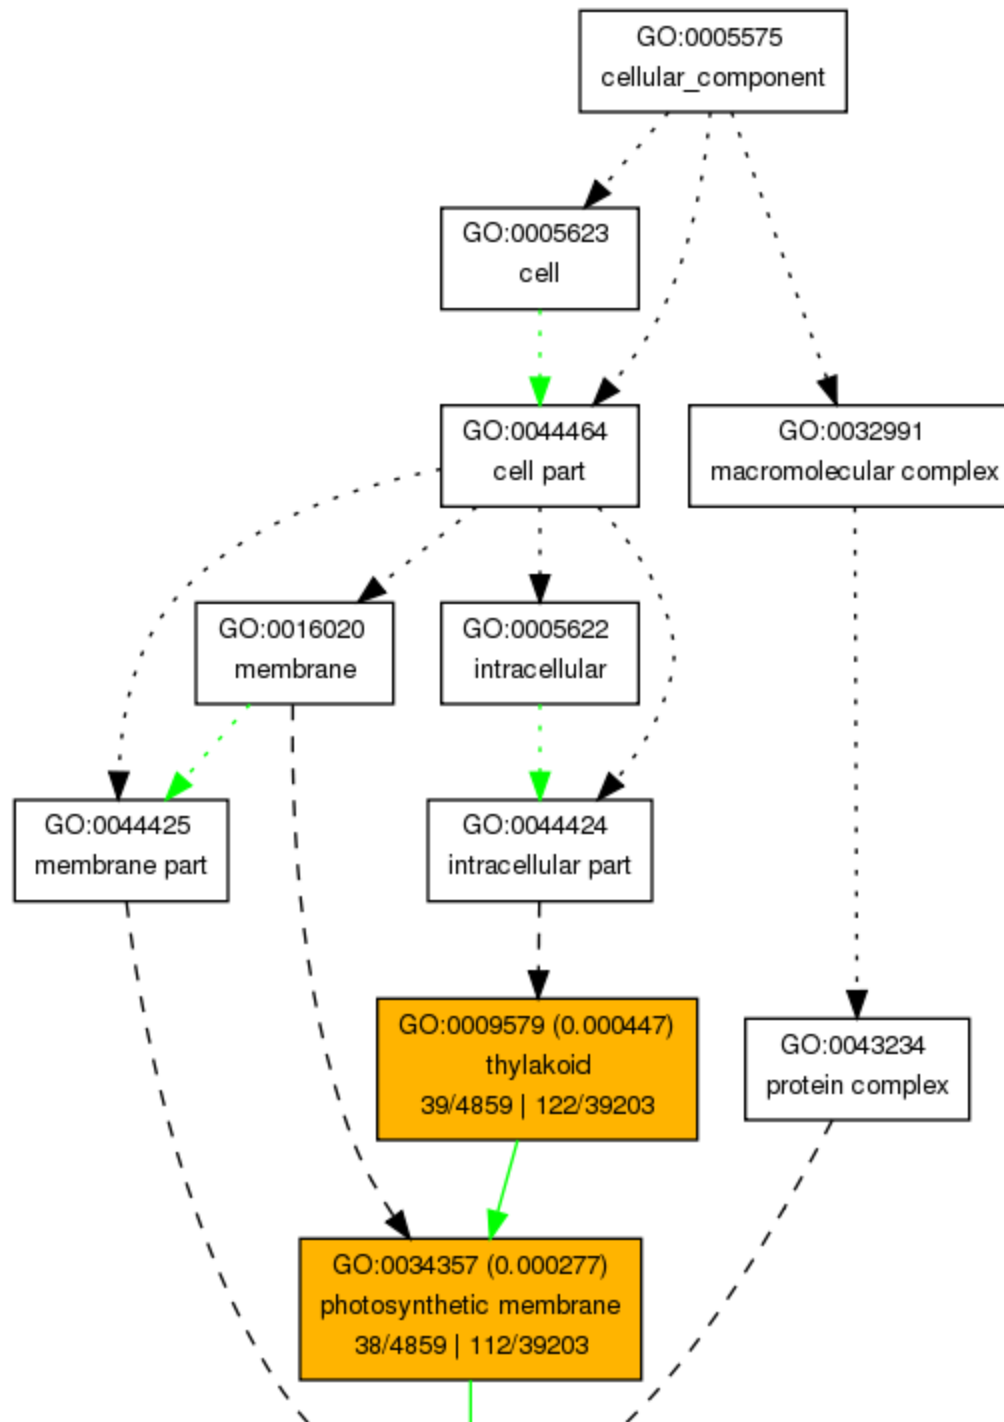 GO:0005575
cellular_component
GO:0005623
cell
GO:0044464
cell part
GO:0032991
macromolecular complex
GO:0016020
membrane
GO:0005622
intracellular
GO:0044425
membrane part
GO:0044424
intracellular part
GO:0009579 (0.000447)
thylakoid
39/4859 | 122/39203
GO:0043234
protein complex
GO:0034357 (0.000277)
photosynthetic membrane
38/4859 | 112/39203